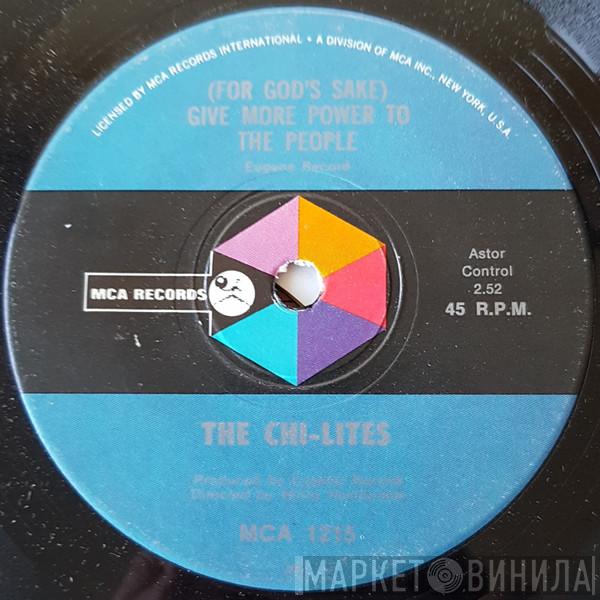 LICENSED BY MCA RECORDS INTERNATIONAL • A DIVISION OF MCA INC., NEW YORK, U.S.A.
(FOR GOD'S SAKE)
GIVE MORE POWER TO
THE PEOPLE
Eugene Record
MCA RECORDS
Astor
Control
2.52
45 R.P.M.
THE CHI-LITES
Produced by Eugene Record
Directed by
MCA 1215
МАРКЕТ ВИНИЛА